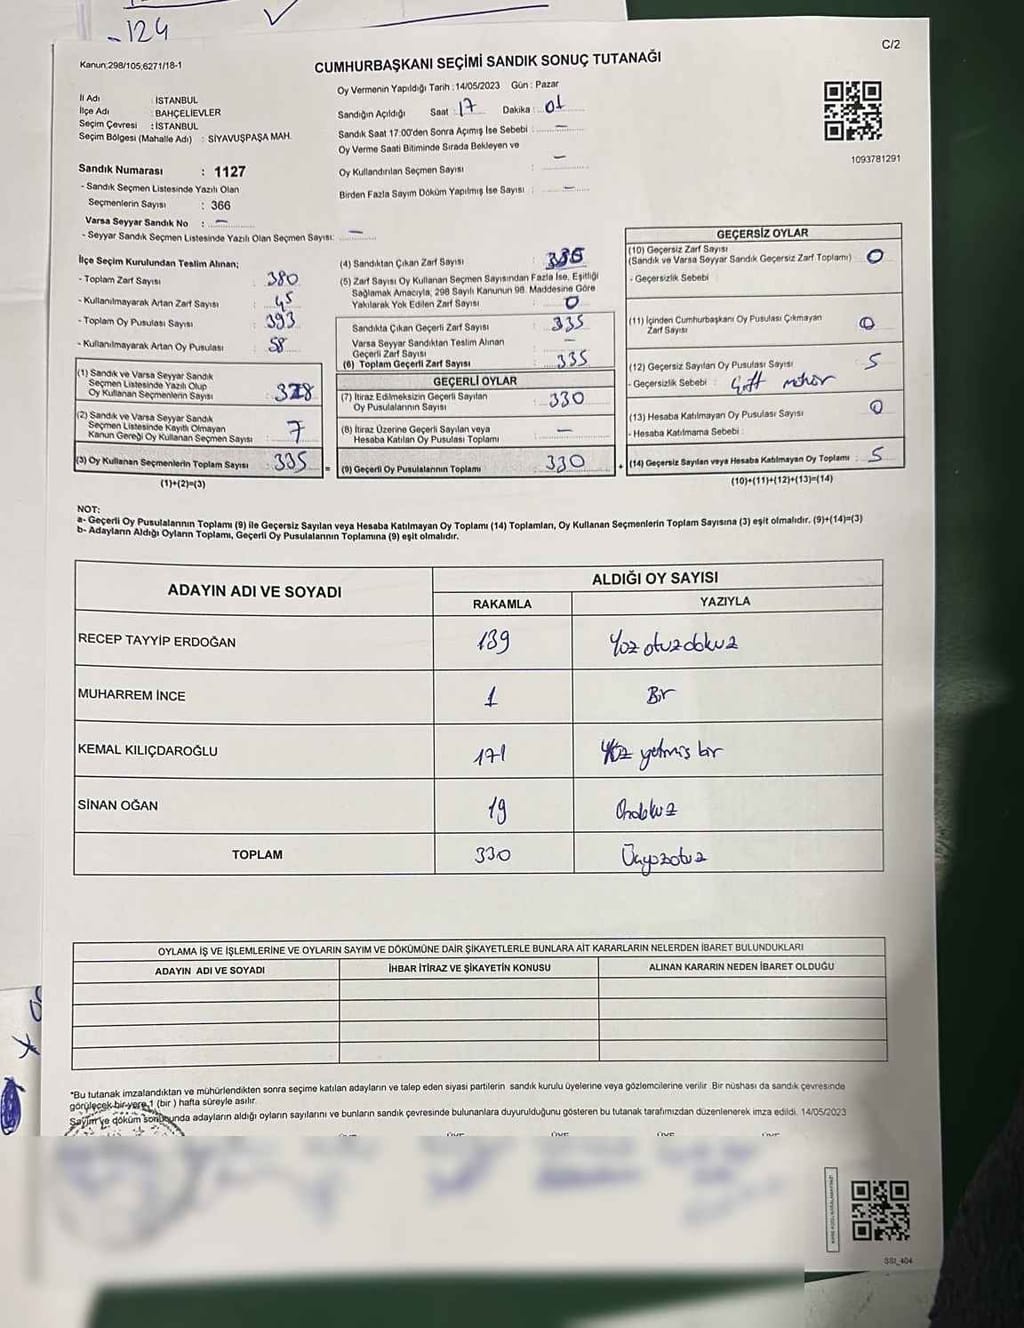 -124
Kanun;298/105,6271/18-1
C/2
CUMHURBAŞKANI SEÇİMİ SANDIK SONUÇ TUTANAĞI
Oy Vermenin Yapıldığı Tarih :14/05/2023 Gün : Pazar
İl Adı : İSTANBUL
İlçe Adı : BAHÇELİEVLER
Seçim Çevresi : İSTANBUL
Seçim Bölgesi (Mahalle Adı) : SİYAVUŞPAŞA MAH.
Sandığın Açıldığı Saat : 17 Dakika : 01
Sandık Saat 17.00'den Sonra Açımış İse Sebebi : –
Oy Verme Saati Bitiminde Sırada Bekleyen ve
Oy Kullandırılan Seçmen Sayısı : –
Birden Fazla Sayım Döküm Yapılmış İse Sayısı : –
1093781291
Sandık Numarası : 1127
- Sandık Seçmen Listesinde Yazılı Olan
Seçmenlerin Sayısı : 366
Varsa Seyyar Sandık No : –
- Seyyar Sandık Seçmen Listesinde Yazılı Olan Seçmen Sayısı: –
İlçe Seçim Kurulundan Teslim Alınan;
- Toplam Zarf Sayısı : 380
- Kullanılmayarak Artan Zarf Sayısı : 45
- Toplam Oy Pusulası Sayısı : 393
- Kullanılmayarak Artan Oy Pusulası : 58
(1) Sandık ve Varsa Seyyar Sandık
Seçmen Listesinde Yazılı Olup
Oy Kullanan Seçmenlerin Sayısı : 328
(2) Sandık ve Varsa Seyyar Sandık
Seçmen Listesinde Kayıtlı Olmayan
Kanun Gereği Oy Kullanan Seçmen Sayısı : 7
(3) Oy Kullanan Seçmenlerin Toplam Sayısı : 335
(1)+(2)=(3)
=
(4) Sandıktan Çıkan Zarf Sayısı : 335
(5) Zarf Sayısı Oy Kullanan Seçmen Sayısından Fazla İse, Eşitliği
Sağlamak Amacıyla, 298 Sayılı Kanunun 98. Maddesine Göre
Yakılarak Yok Edilen Zarf Sayısı : 0
Sandıkta Çıkan Geçerli Zarf Sayısı : 335
Varsa Seyyar Sandıktan Teslim Alınan
Geçerli Zarf Sayısı : –
(6) Toplam Geçerli Zarf Sayısı : 335
GEÇERLİ OYLAR
(7) İtiraz Edilmeksizin Geçerli Sayılan
Oy Pusulalarının Sayısı : 330
(8) İtiraz Üzerine Geçerli Sayılan veya
Hesaba Katılan Oy Pusulası Toplamı : –
(9) Geçerli Oy Pusulalarının Toplamı : 330
+
GEÇERSİZ OYLAR
(10) Geçersiz Zarf Sayısı
(Sandık ve Varsa Seyyar Sandık Geçersiz Zarf Toplamı) : 0
- Geçersizlik Sebebi
(11) İçinden Cumhurbaşkanı Oy Pusulası Çıkmayan
Zarf Sayısı : 0
(12) Geçersiz Sayılan Oy Pusulası Sayısı : 5
- Geçersizlik Sebebi : Çift mühür
(13) Hesaba Katılmayan Oy Pusulası Sayısı : 0
- Hesaba Katılmama Sebebi :
(14) Geçersiz Sayılan veya Hesaba Katılmayan Oy Toplamı : 5
(10)+(11)+(12)+(13)=(14)
NOT:
a- Geçerli Oy Pusulalarının Toplamı (9) ile Geçersiz Sayılan veya Hesaba Katılmayan Oy Toplamı (14) Toplamları, Oy Kullanan Seçmenlerin Toplam Sayısına (3) eşit olmalıdır. (9)+(14)=(3)
b- Adayların Aldığı Oyların Toplamı, Geçerli Oy Pusulalarının Toplamına (9) eşit olmalıdır.
ADAYIN ADI VE SOYADI
ALDIĞI OY SAYISI
RAKAMLA YAZIYLA
RECEP TAYYİP ERDOĞAN 139 Yüz otuzdokuz
MUHARREM İNCE 1 Bir
KEMAL KILIÇDAROĞLU 171 Yüz yetmiş bir
SİNAN OĞAN 19 Ondokuz
TOPLAM 330 Üçyüzotuz
OYLAMA İŞ VE İŞLEMLERİNE VE OYLARIN SAYIM VE DÖKÜMÜNE DAİR ŞİKAYETLERLE BUNLARA AİT KARARLARIN NELERDEN İBARET BULUNDUKLARI
ADAYIN ADI VE SOYADI İHBAR İTİRAZ VE ŞİKAYETİN KONUSU ALINAN KARARIN NEDEN İBARET OLDUĞU
*Bu tutanak imzalandıktan ve mühürlendikten sonra seçime katılan adayların ve talep eden siyasi partilerin sandık kurulu üyelerine veya gözlemcilerine verilir. Bir nüshası da sandık çevresinde
görülecek bir yere 1 (bir ) hafta süreyle asılır.
Sayım ve döküm sonucunda adayların aldığı oyların sayılarını ve bunların sandık çevresinde bulunanlara duyurulduğunu gösteren bu tutanak tarafımızdan düzenlenerek imza edildi. 14/05/2023
SSİ_404